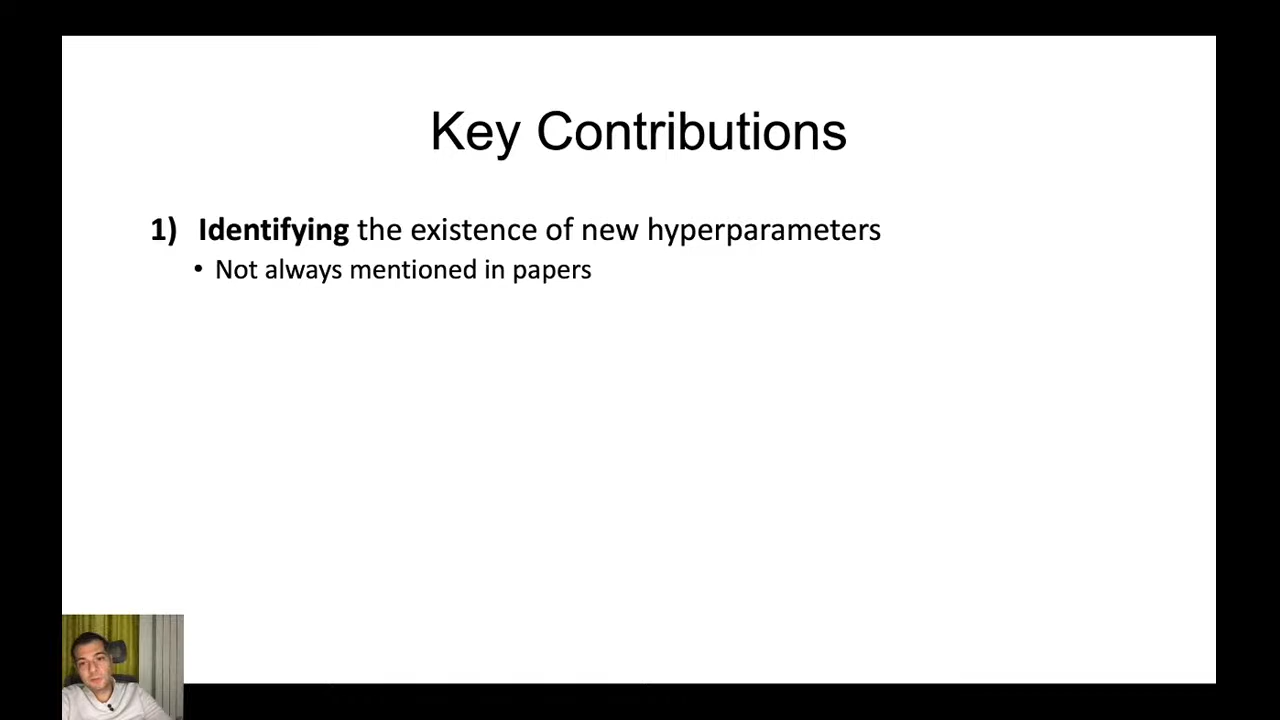 Key Contributions
1) Identifying the existence of new hyperparameters
• Not always mentioned in papers